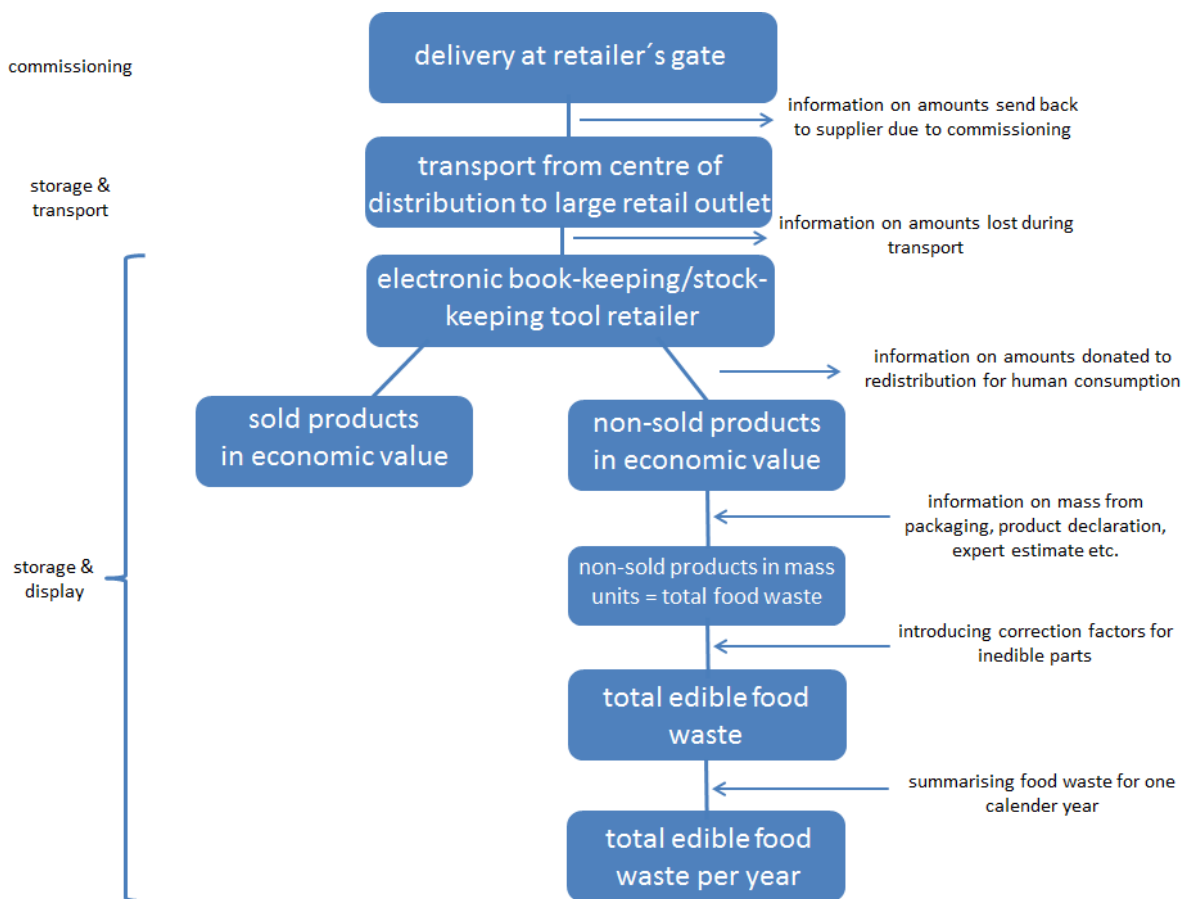 delivery at retailer´s gate
commissioning
information on amounts send back
to supplier due to commissioning
transport from centre of
distribution to large retail outlet
storage &
transport
information on amounts lost during
transport
electronic book-keeping/stock-
keeping tool retailer
information on amounts donated to
redistribution for human consumption
sold products
in economic value
non-sold products
in economic value
information on mass from
packaging, product declaration,
expert estimate etc.
storage &
display
non-sold products in mass
units = total food waste
introducing correction factors for
inedible parts
total edible food
waste
summarising food waste for one
calender year
total edible food
waste per year